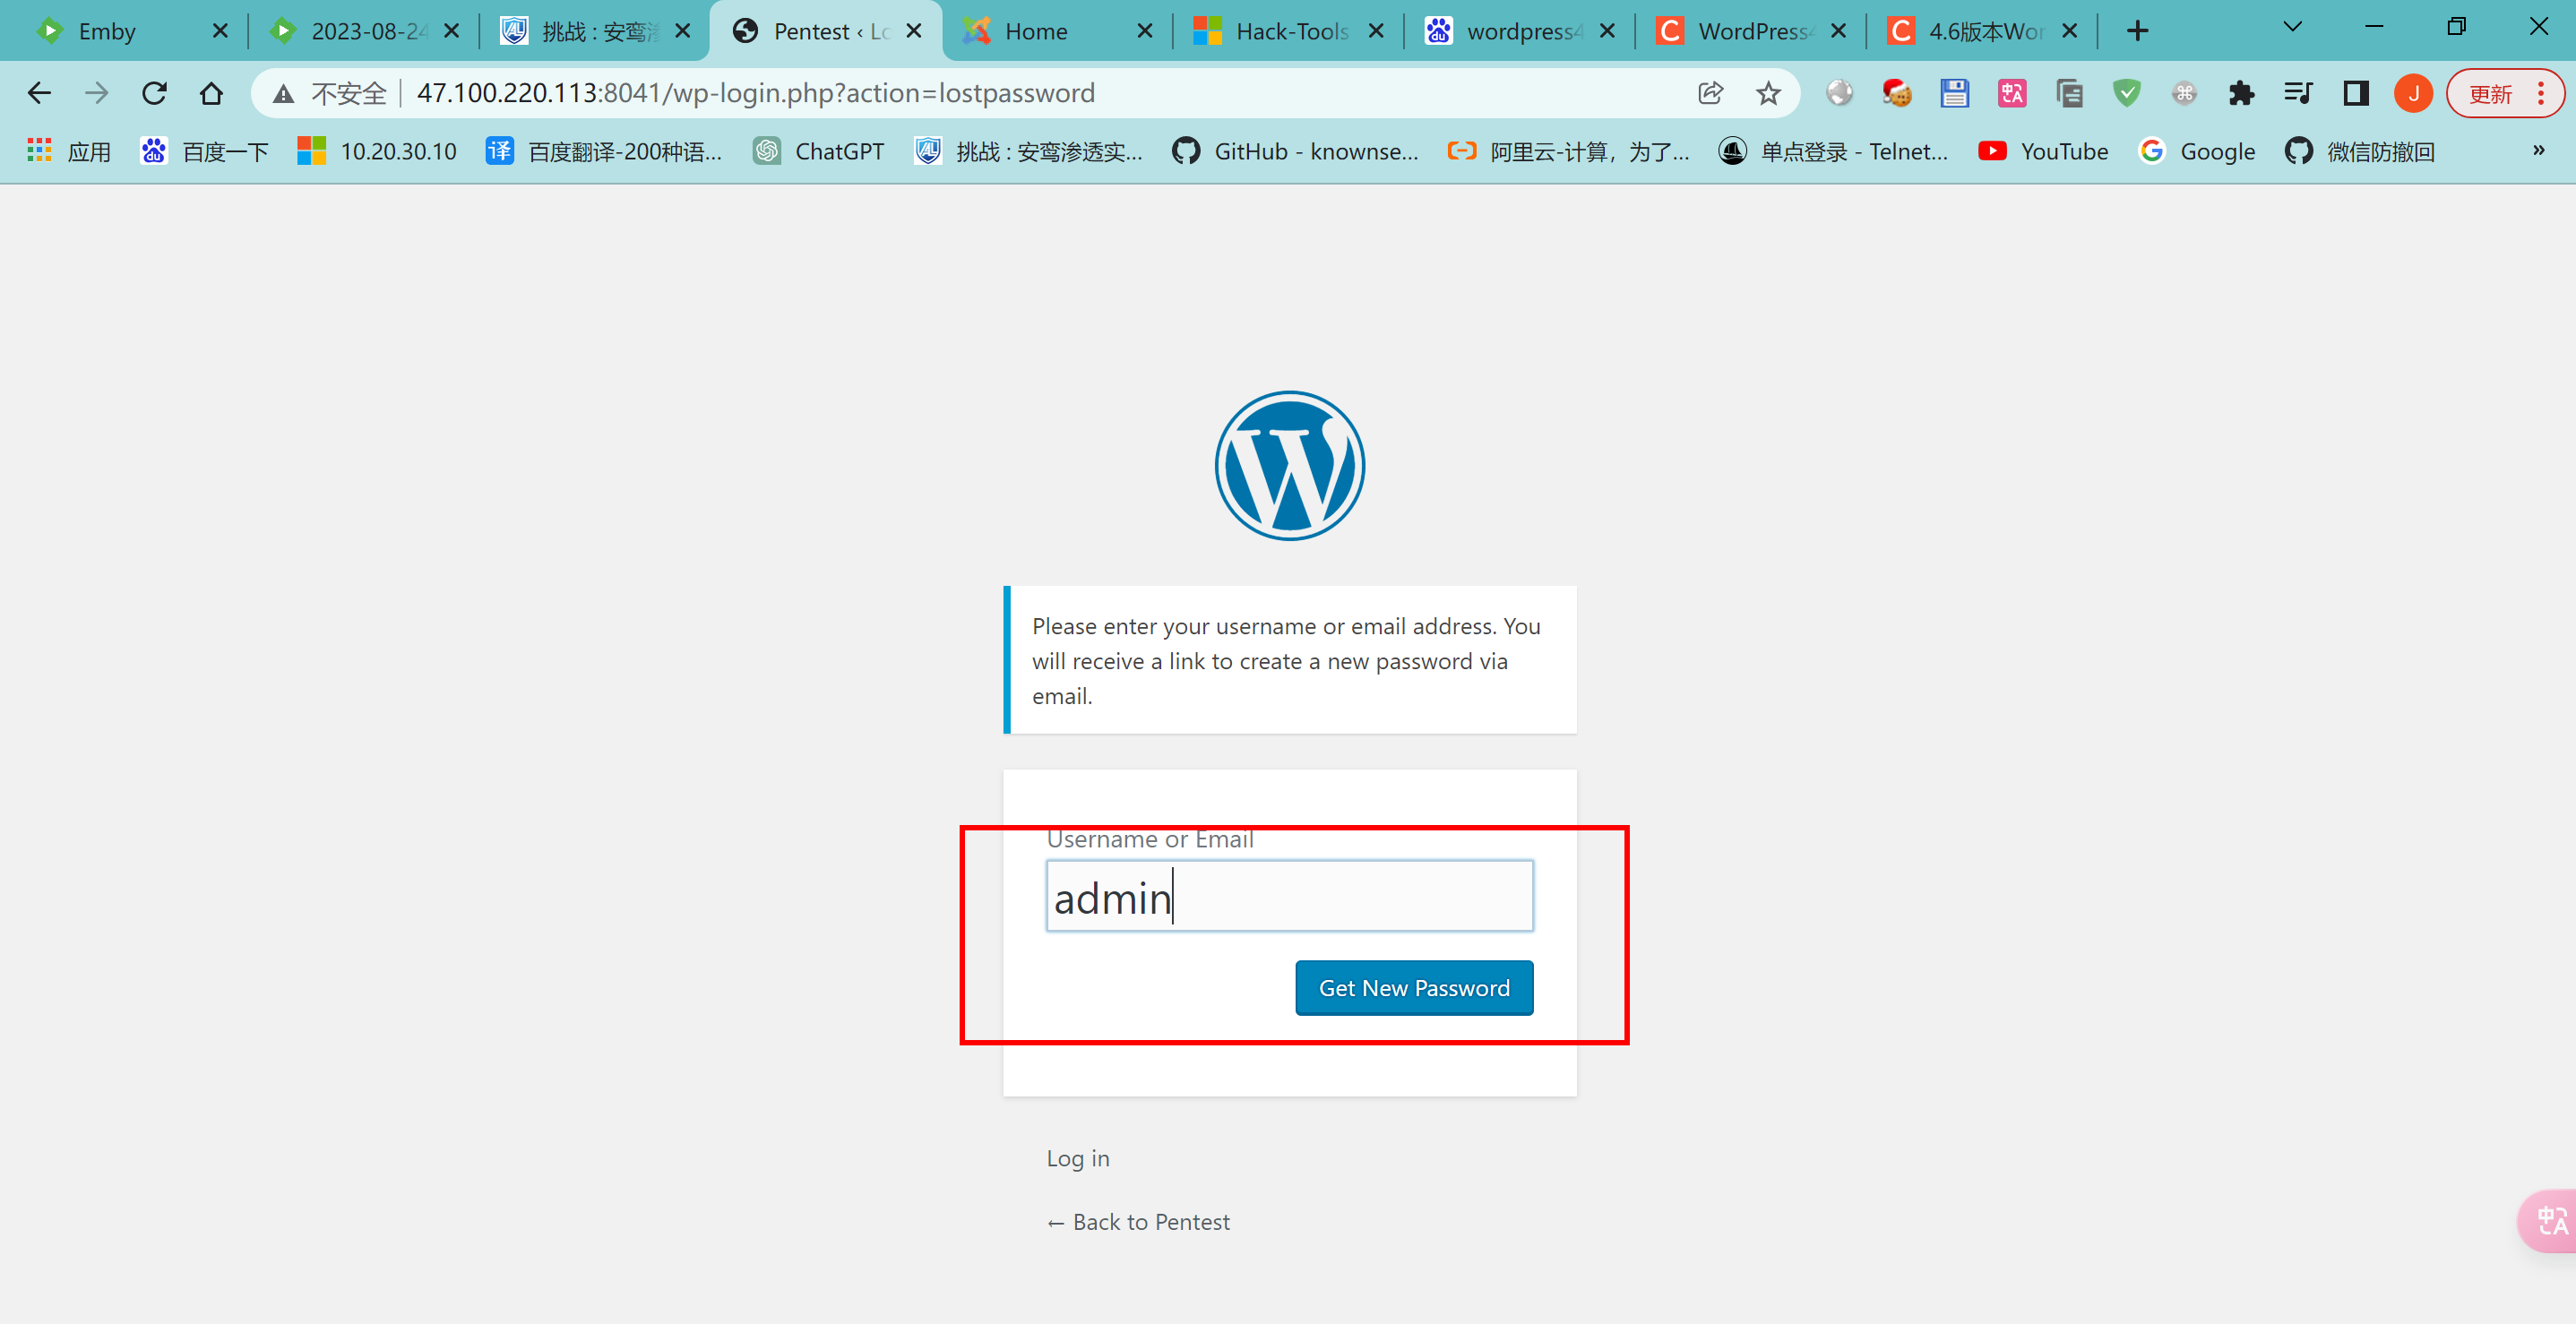 Emby
2023-08-24
挑战 : 安鸾渗
Pentest ‹ Lo
Home
Hack-Tools
wordpress4
WordPress4
4.6版本Wor
不安全
47.100.220.113:8041/wp-login.php?action=lostpassword
J
更新
应用
百度一下
10.20.30.10
百度翻译-200种语...
ChatGPT
挑战 : 安鸾渗透实...
GitHub - knownse...
阿里云-计算，为了...
单点登录 - Telnet...
YouTube
Google
微信防撤回
»
Please enter your username or email address. You
will receive a link to create a new password via
email.
Username or Email
admin
Get New Password
Log in
← Back to Pentest